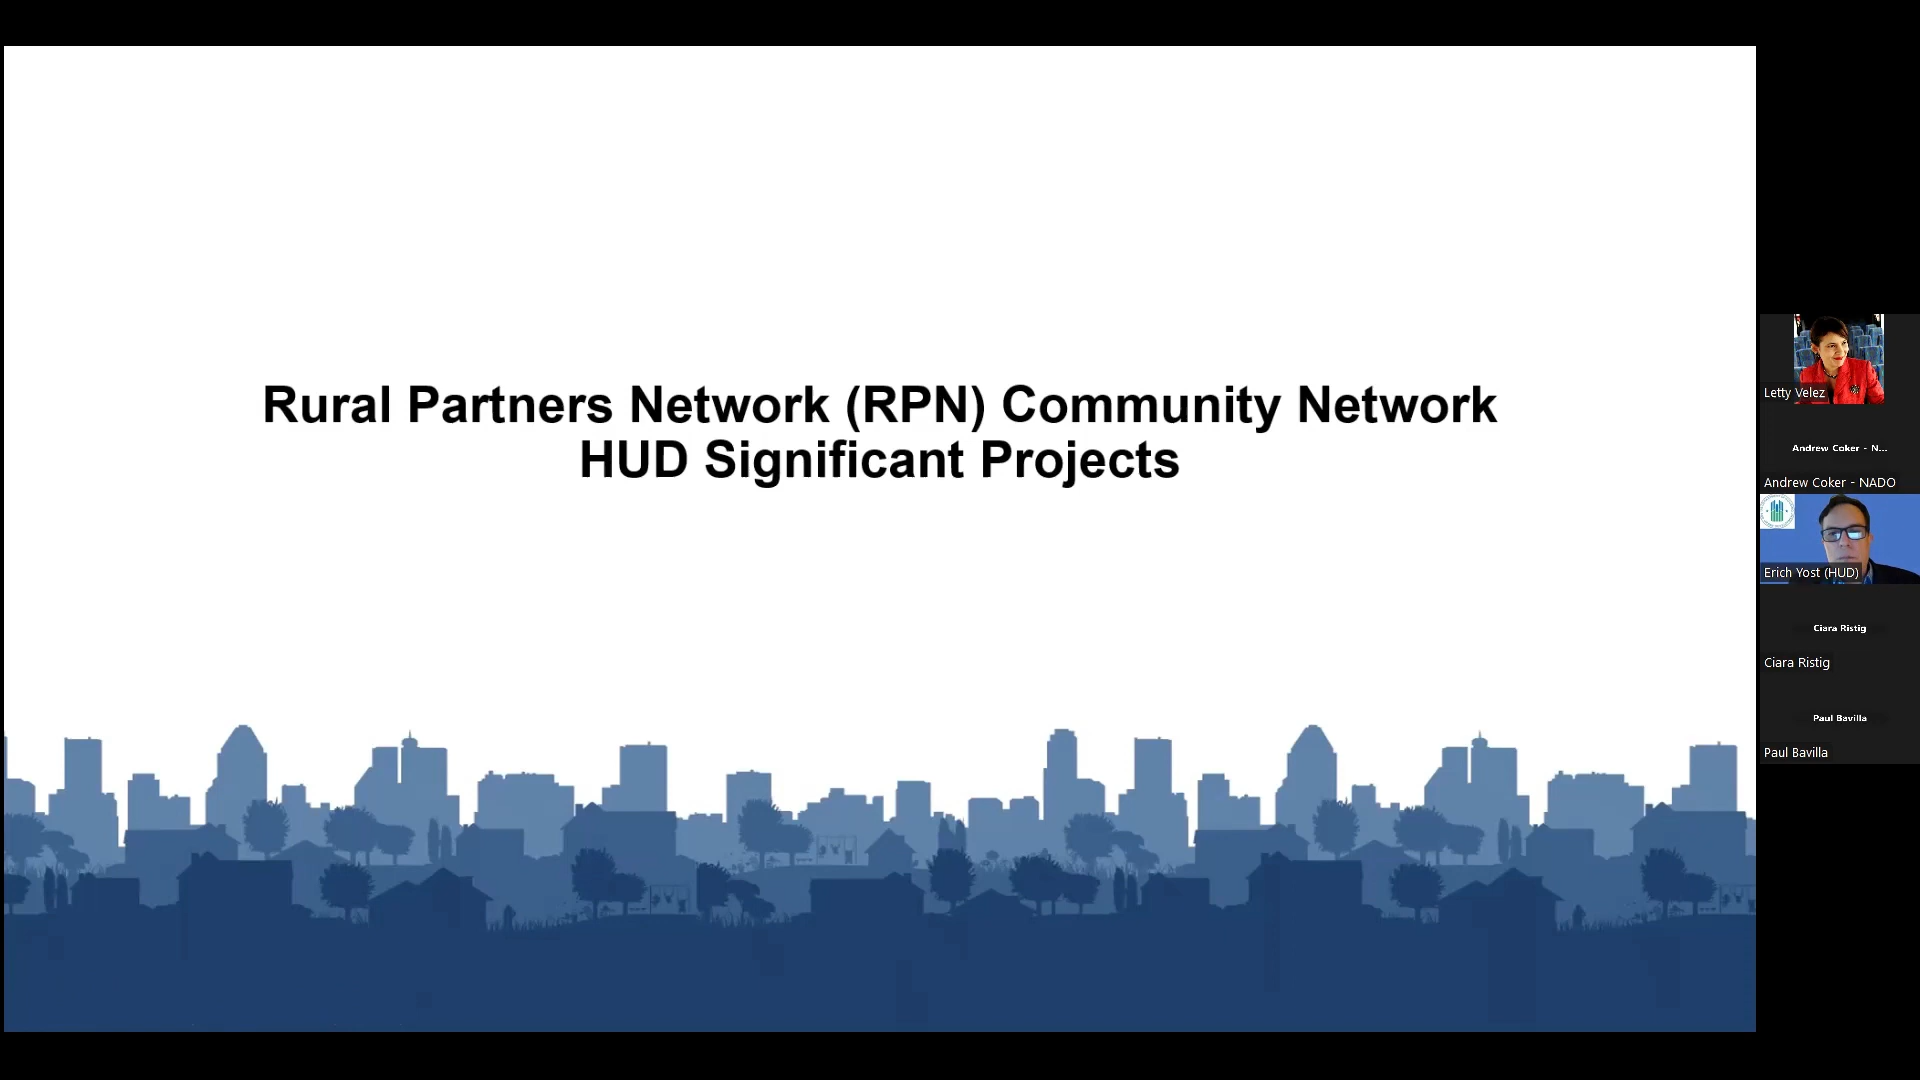 Rural Partners Network (RPN) Community Network
HUD Significant Projects
Letty Velez
Andrew Coker - N...
Andrew Coker - NADO
Erich Yost (HUD)
Ciara Ristig
Ciara Ristig
Paul Bavilla
Paul Bavilla